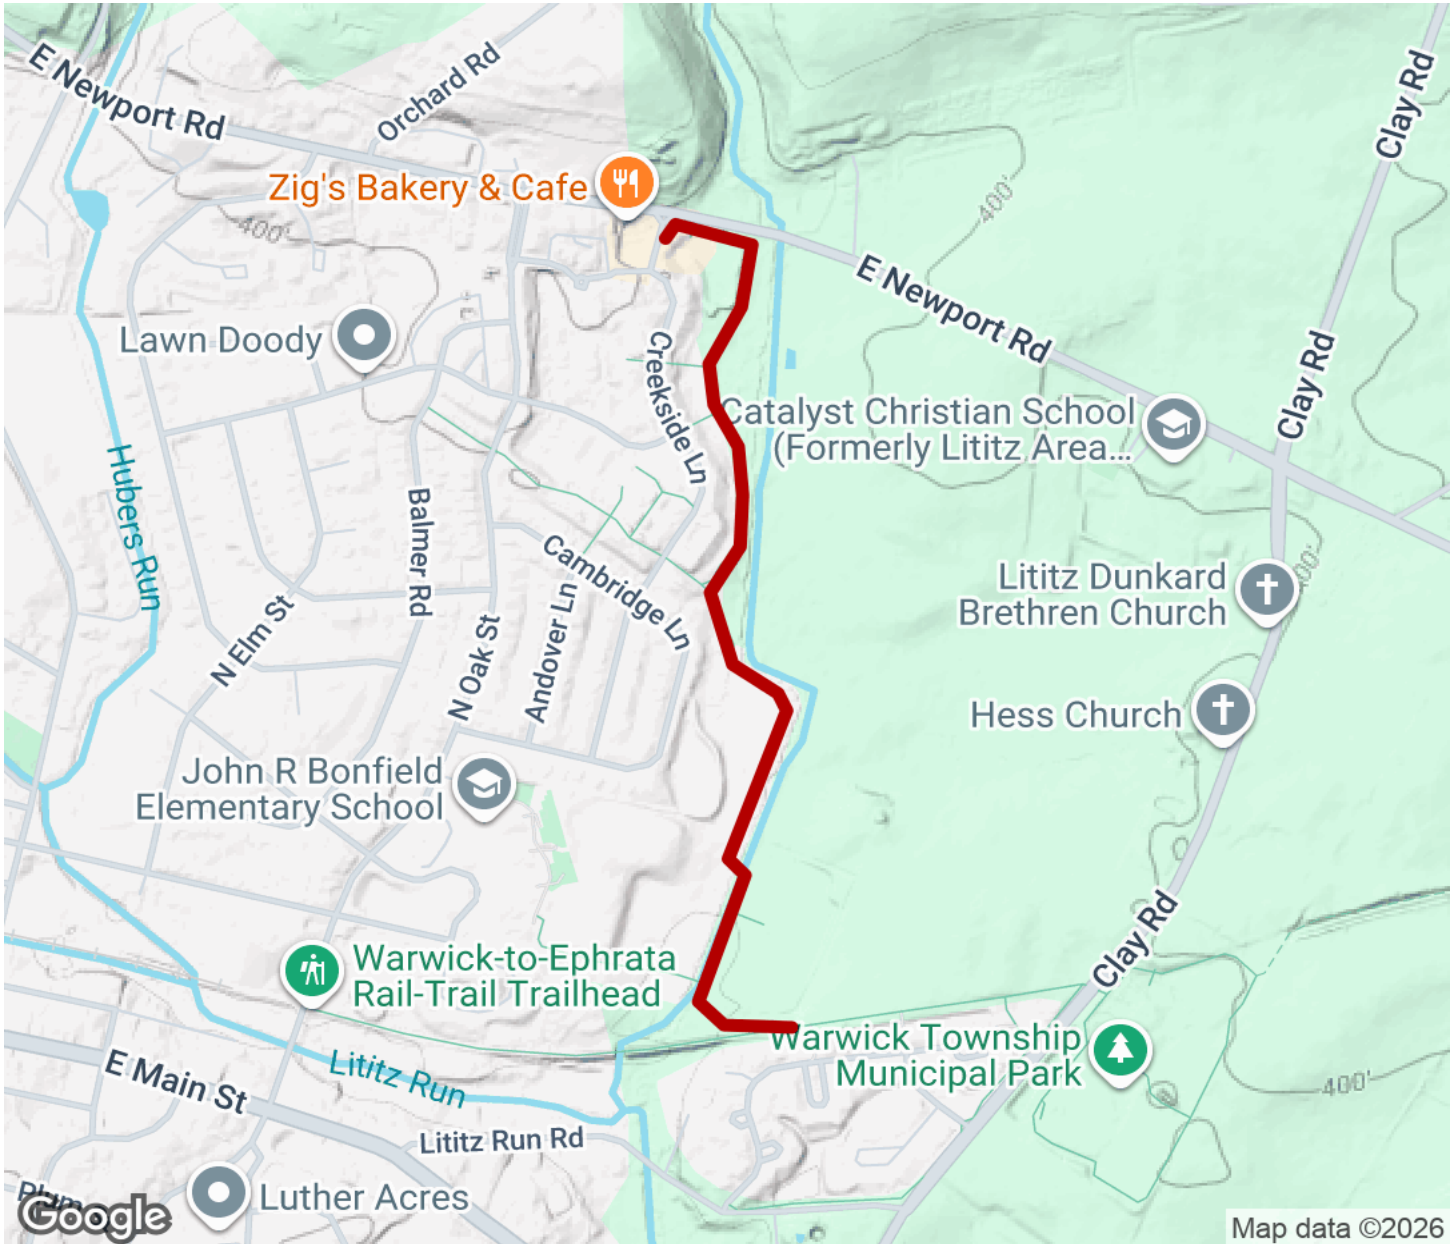 E Newport Rd
Orchard Rd
Clay Rd
Zig's Bakery & Cafe
400'
400'
E Newport Rd
Lawn Doody
Creekside Ln
Clay Rd
Catalyst Christian School
(Formerly Lititz Area...
Hubers Run
Balmer Rd
Cambridge Ln
Andover Ln
N Elm St
N Oak St
Lititz Dunkard
Brethren Church
400'
Hess Church
John R Bonfield
Elementary School
Clay Rd
Warwick-to-Ephrata
Rail-Trail Trailhead
Warwick Township
Municipal Park
400'
E Main St
Lititz Run
Lititz Run Rd
Luther Acres
Plum
Google
Map data ©2026